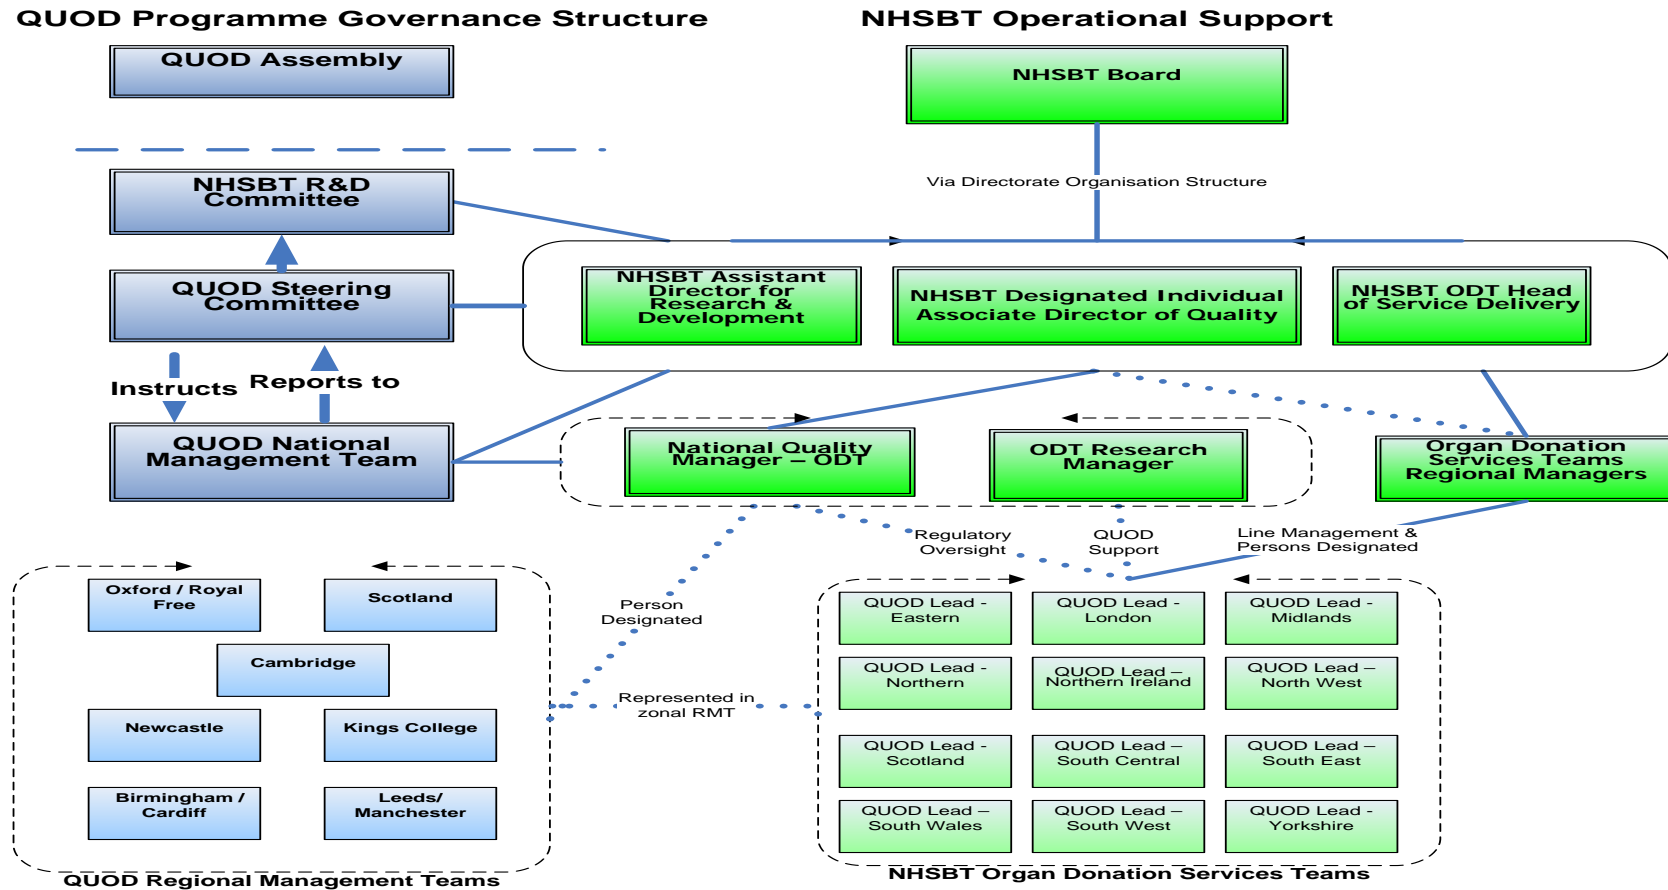 QUOD Programme Governance Structure
NHSBT Operational Support
QUOD Assembly
NHSBT Board
NHSBT R&D
Committee
Via Directorate Organisation Structure
QUOD Steering
Committee
NHSBT Assistant
Director for
Research &
Development
NHSBT Designated Individual
Associate Director of Quality
NHSBT ODT Head
of Service Delivery
Instructs
Reports to
QUOD National
Management Team
National Quality
Manager – ODT
ODT Research
Manager
Organ Donation
Services Teams
Regional Managers
Regulatory
Oversight
QUOD
Support
Line Management &
Persons Designated
Person
Designated
Represented in
zonal RMT
Oxford / Royal
Free
Scotland
Cambridge
Newcastle
Kings College
Birmingham /
Cardiff
Leeds/
Manchester
QUOD Regional Management Teams
QUOD Lead -
Eastern
QUOD Lead -
London
QUOD Lead -
Midlands
QUOD Lead -
Northern
QUOD Lead –
Northern Ireland
QUOD Lead –
North West
QUOD Lead -
Scotland
QUOD Lead –
South Central
QUOD Lead –
South East
QUOD Lead –
South Wales
QUOD Lead –
South West
QUOD Lead -
Yorkshire
NHSBT Organ Donation Services Teams